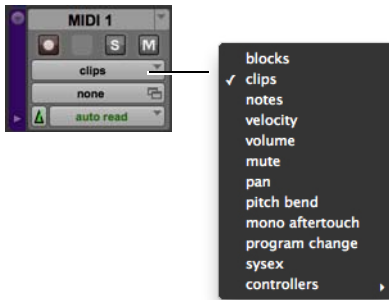 MIDI 1
S M
clips
none
auto read
blocks
✓ clips
notes
velocity
volume
mute
pan
pitch bend
mono aftertouch
program change
sysex
controllers